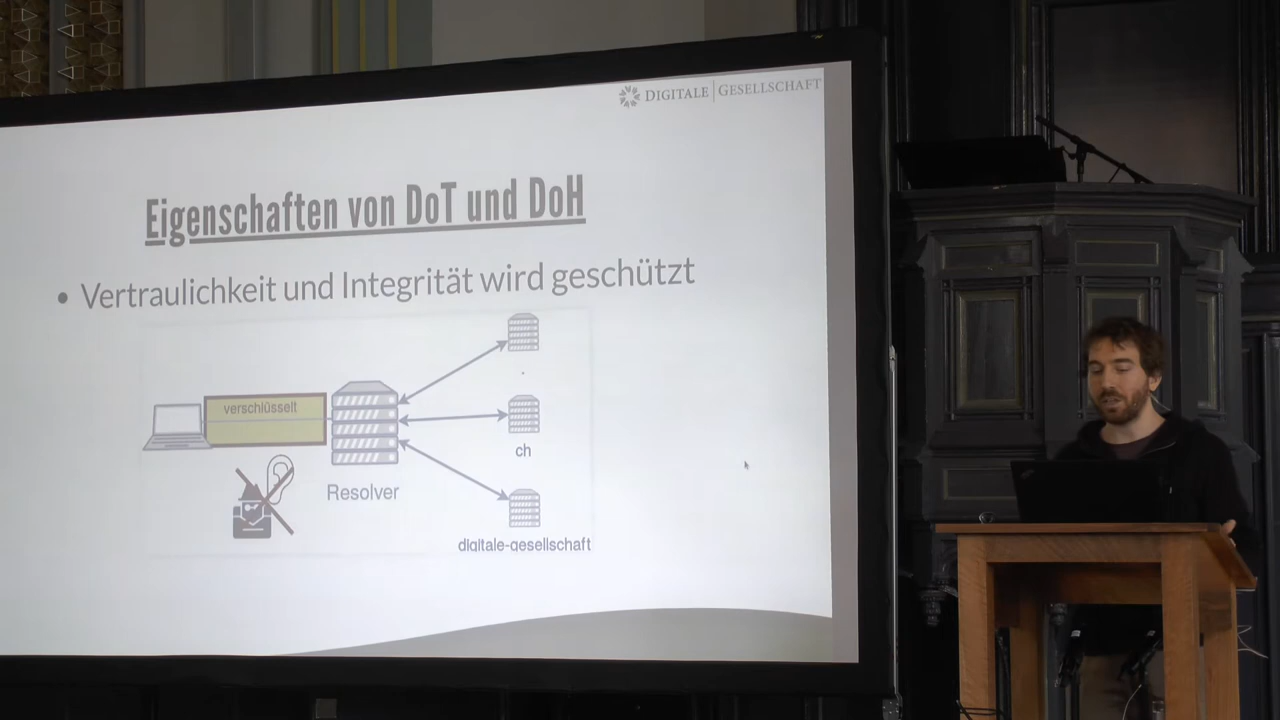 DIGITALE | GESELLSCHAFT
Eigenschaften von DoT und DoH
• Vertraulichkeit und Integrität wird geschützt
verschlüsselt
.
ch
Resolver
digitale-gesellschaft